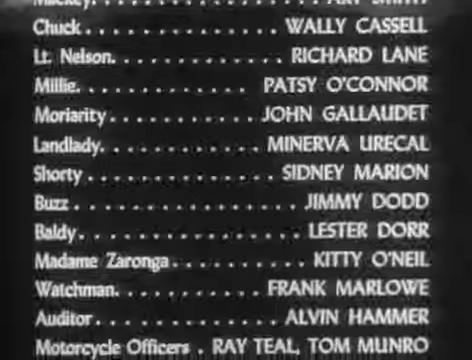 Chuck . . . . . . . . . . . . . . WALLY CASSELL
Lt. Nelson. . . . . . . . . . . . . RICHARD LANE
Millie. . . . . . . . . . . . . PATSY O'CONNOR
Moriarity . . . . . . . . . . . JOHN GALLAUDET
Landlady. . . . . . . . . . . . MINERVA URECAL
Shorty . . . . . . . . . . . . . . SIDNEY MARION
Buzz . . . . . . . . . . . . . . . . . JIMMY DODD
Baldy. . . . . . . . . . . . . . . . LESTER DORR
Madame Zaronga . . . . . . . . . . KITTY O'NEIL
Watchman. . . . . . . . . . . FRANK MARLOWE
Auditor . . . . . . . . . . . . . . ALVIN HAMMER
Motorcycle Officers . RAY TEAL, TOM MUNRO